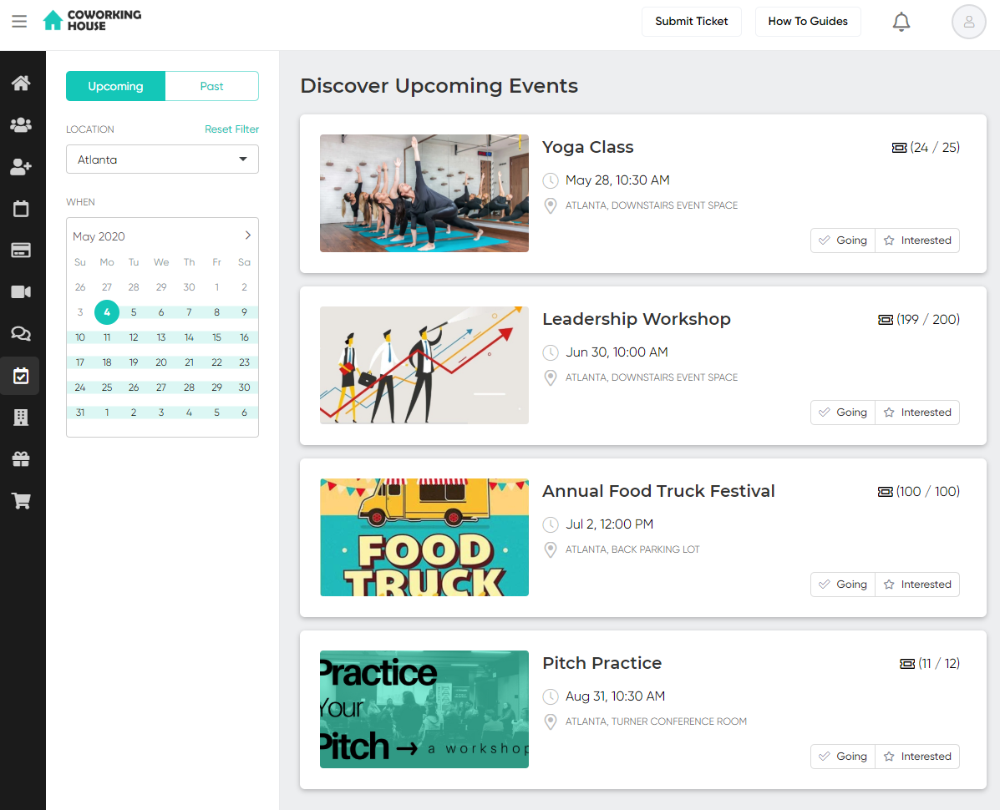 COWORKING
HOUSE
Submit Ticket
How To Guides
Upcoming
Past
LOCATION
Reset Filter
Atlanta
WHEN
May 2020
Su Mo Tu We Th Fr Sa
26 27 28 29 30 1 2
3 4 5 6 7 8 9
10 11 12 13 14 15 16
17 18 19 20 21 22 23
24 25 26 27 28 29 30
31 1 2 3 4 5 6
Discover Upcoming Events
Yoga Class
(24 / 25)
May 28, 10:30 AM
ATLANTA, DOWNSTAIRS EVENT SPACE
Going
Interested
Leadership Workshop
(199 / 200)
Jun 30, 10:00 AM
ATLANTA, DOWNSTAIRS EVENT SPACE
Going
Interested
FOOD
TRUCK
Annual Food Truck Festival
(100 / 100)
Jul 2, 12:00 PM
ATLANTA, BACK PARKING LOT
Going
Interested
Practice
Your
Pitch → a workshop
Pitch Practice
(11 / 12)
Aug 31, 10:30 AM
ATLANTA, TURNER CONFERENCE ROOM
Going
Interested